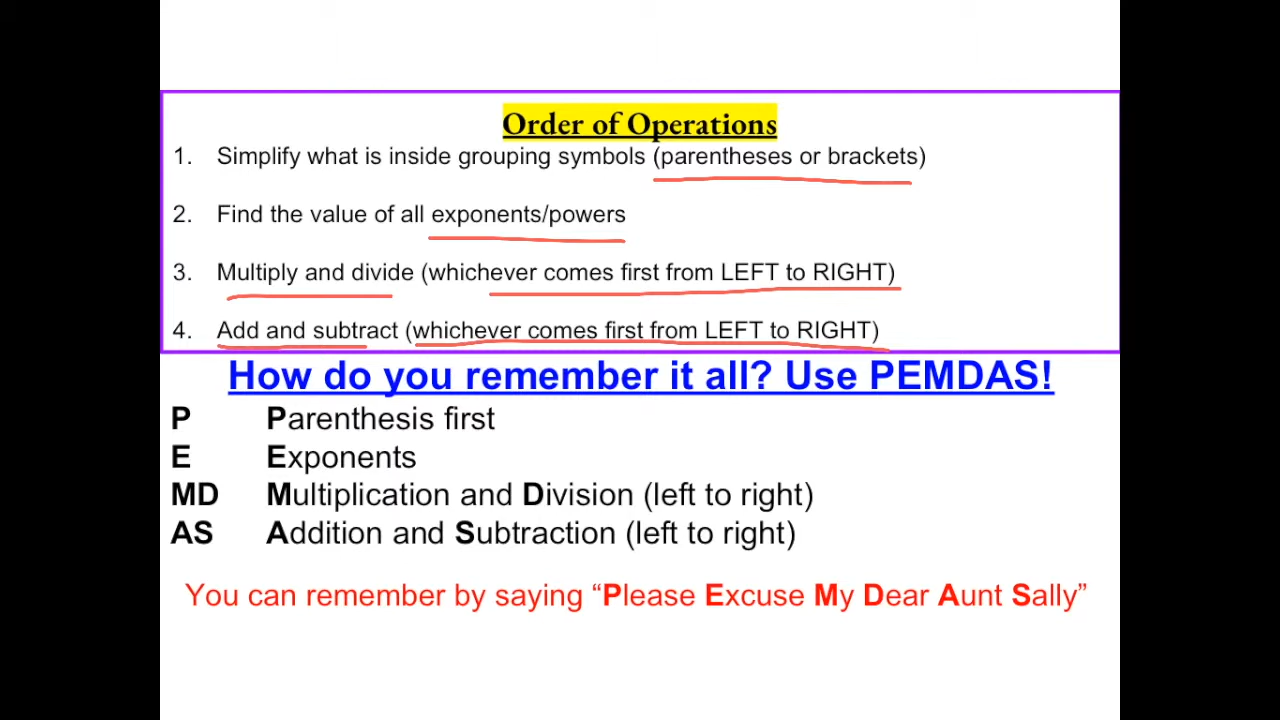 Order of Operations
1. Simplify what is inside grouping symbols (parentheses or brackets)
2. Find the value of all exponents/powers
3. Multiply and divide (whichever comes first from LEFT to RIGHT)
4. Add and subtract (whichever comes first from LEFT to RIGHT)
How do you remember it all? Use PEMDAS!
P Parenthesis first
E Exponents
MD Multiplication and Division (left to right)
AS Addition and Subtraction (left to right)
You can remember by saying “Please Excuse My Dear Aunt Sally”